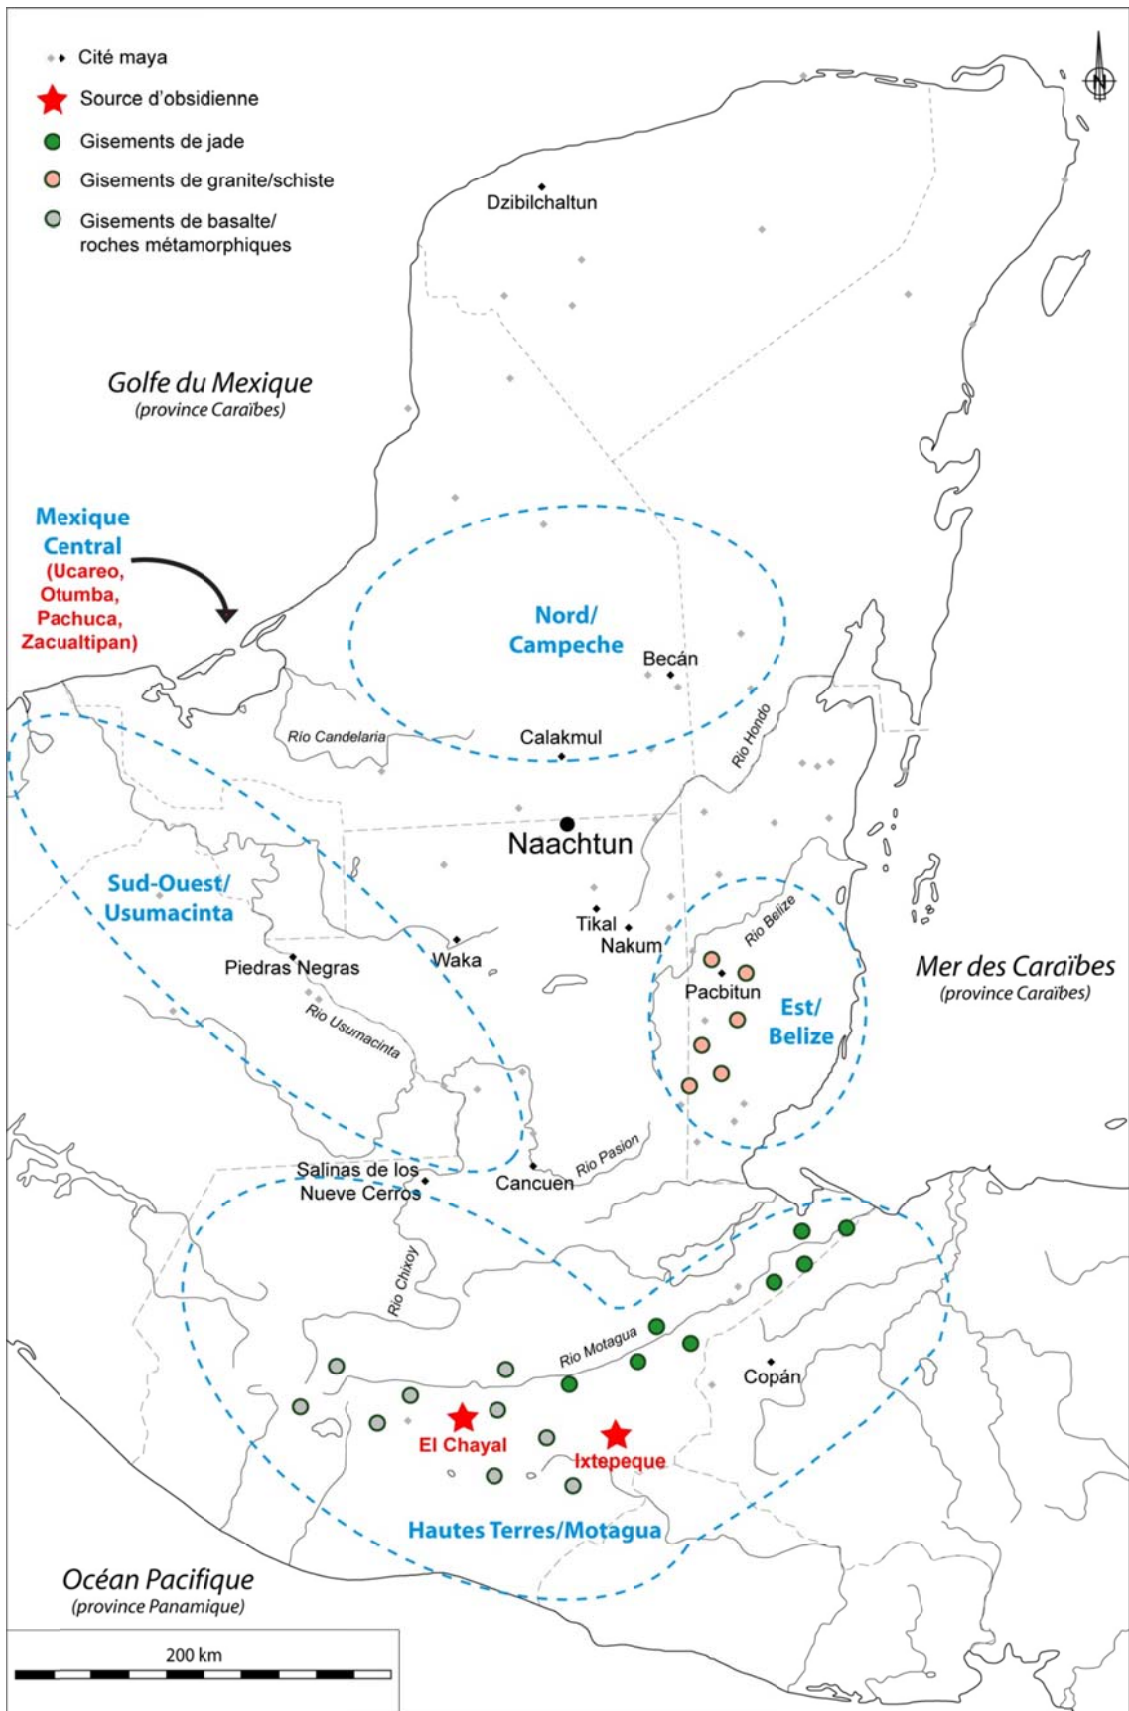 Cité maya
Source d'obsidienne
Gisements de jade
Gisements de granite/schiste
Gisements de basalte/
roches métamorphiques
N
Dzibilchaltun
Golfe du Mexique
(province Caraïbes)
Mexique
Central
(Ucareo,
Otumba,
Pachuca,
Zacualtipan)
Nord/
Campeche
Becán
Río Candelaria
Calakmul
Rio Hondo
Naachtun
Sud-Ouest/
Usumacinta
Tikal
Nakum
Rio Belize
Waka
Piedras Negras
Pacbitun
Mer des Caraïbes
(province Caraïbes)
Est/
Belize
Rio Usumacinta
Salinas de los
Nueve Cerros
Cancuen
Rio Pasion
Rio Chixoy
Rio Motagua
Copán
El Chayal
Ixtepeque
Hautes Terres/Motagua
Océan Pacifique
(province Panamique)
200 km